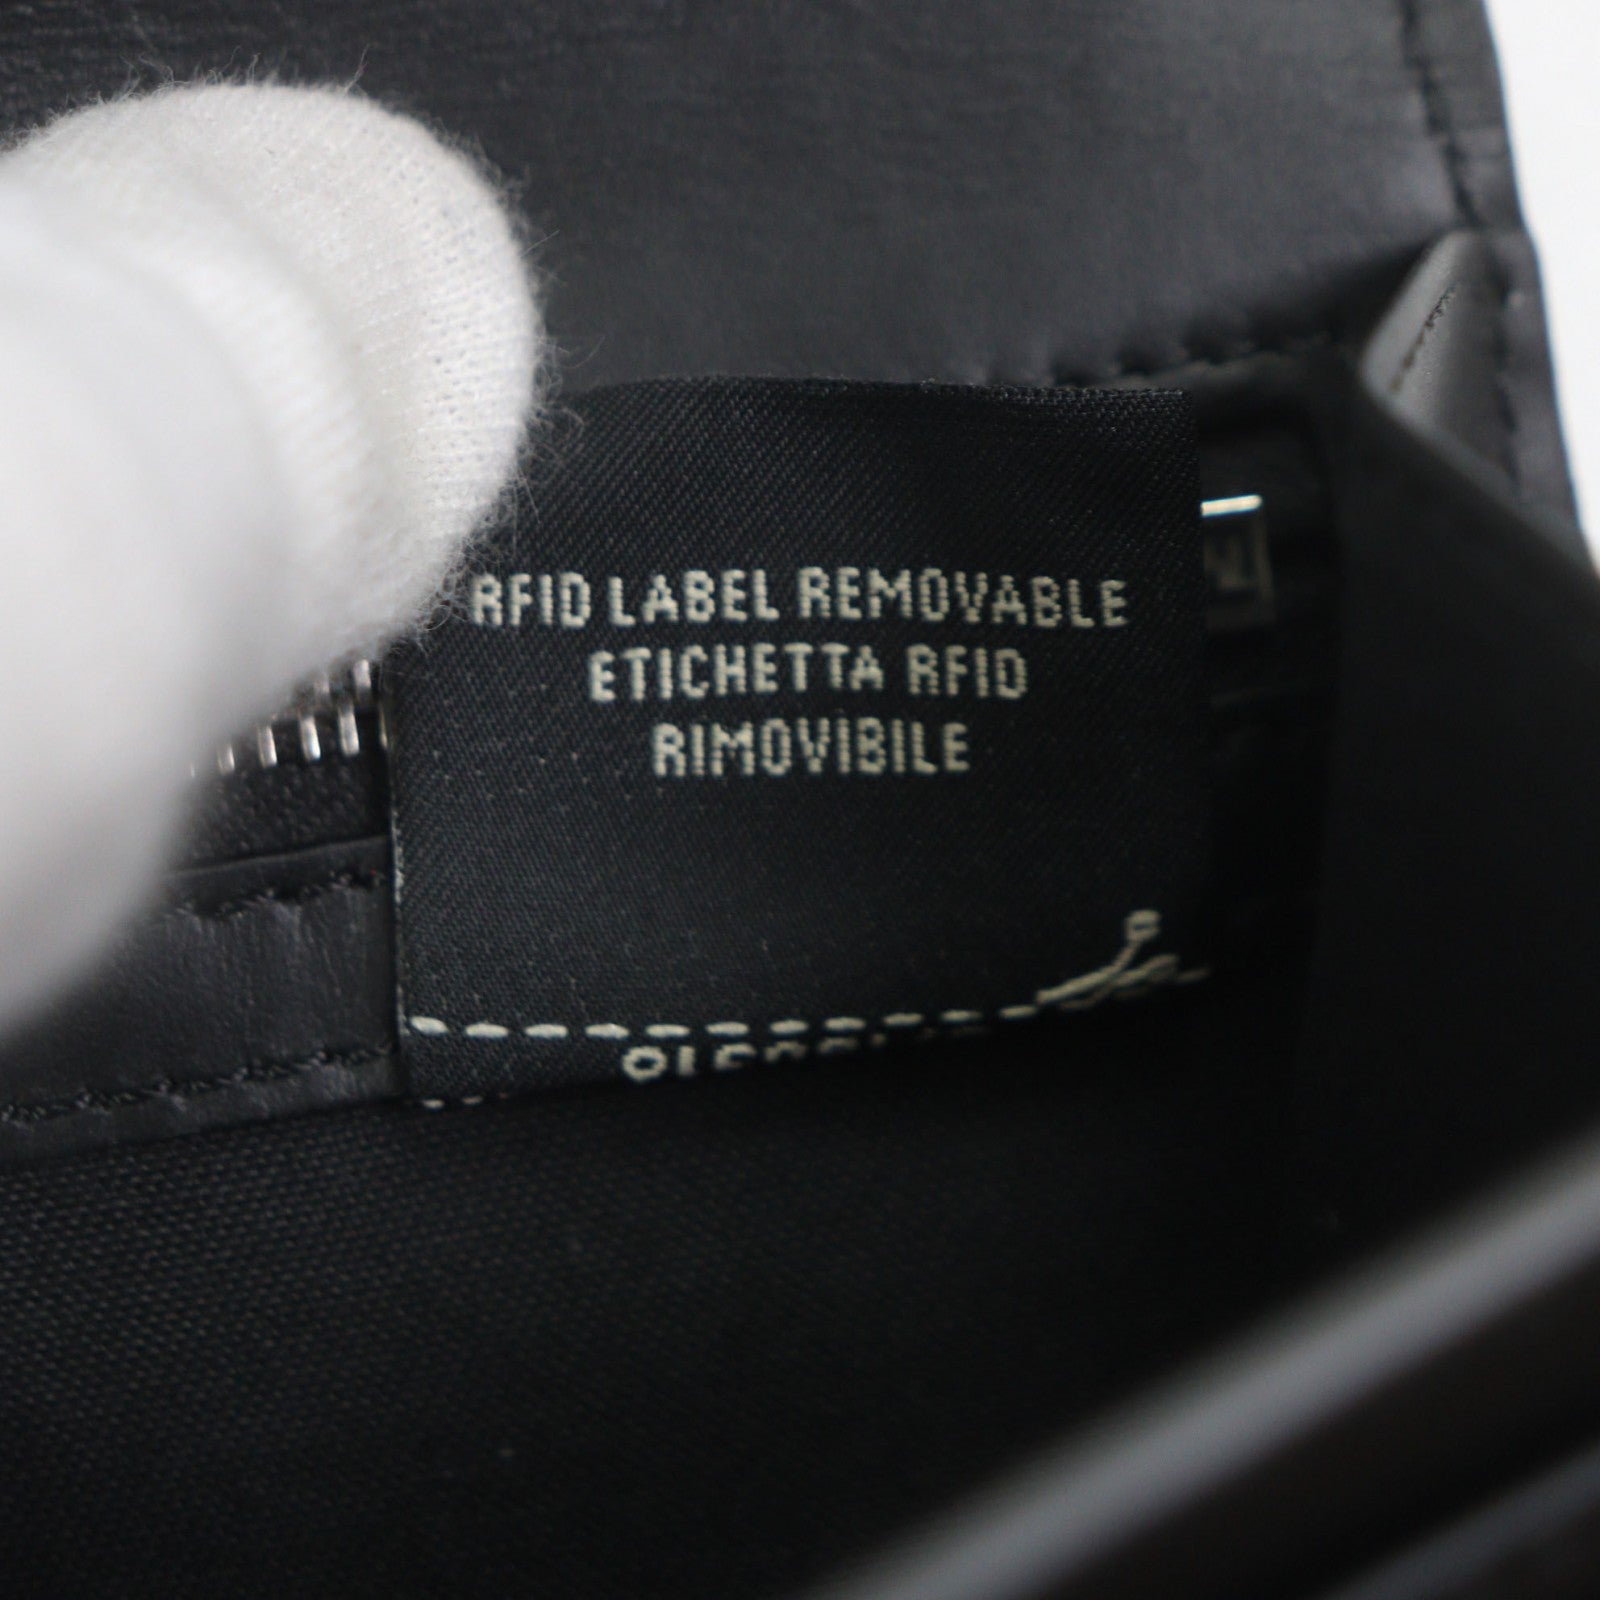 RFID LABEL REMOVABLE
ETICHETTA RFID
RIMOVIBILE